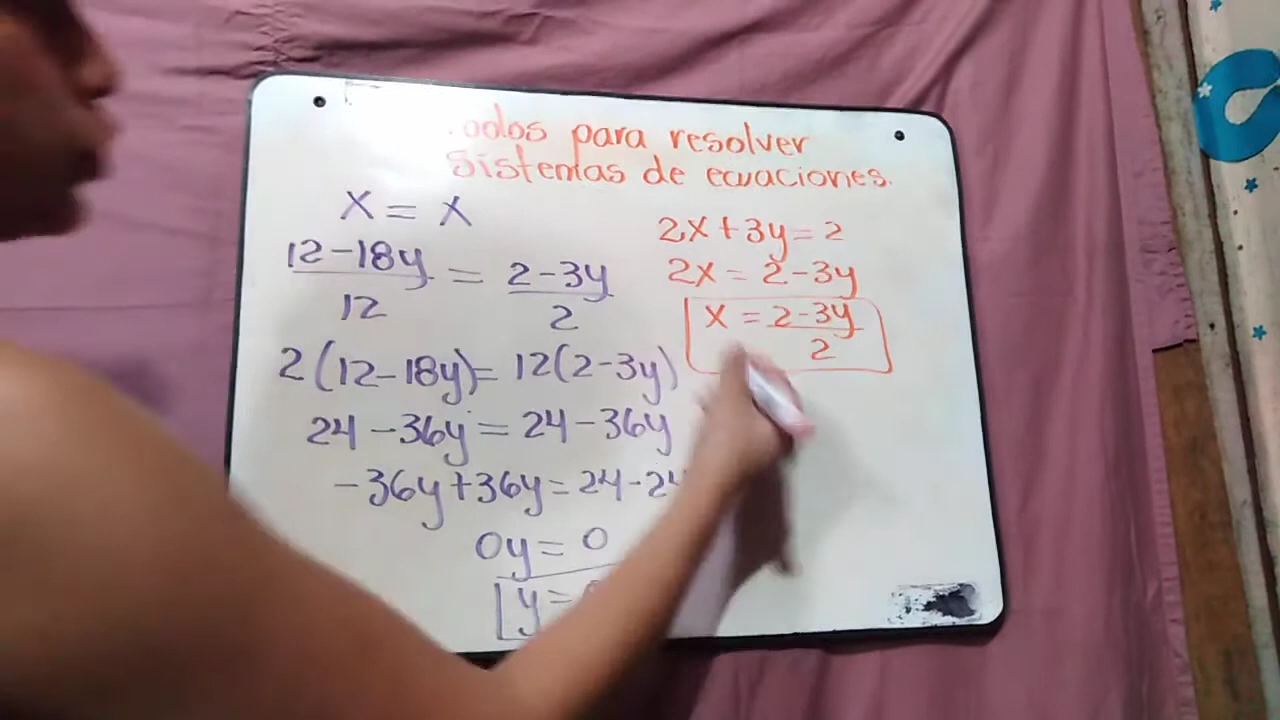 para resolver
Sistemas de ecuaciones.
X = X
12-18y / 12 = 2-3y / 2
2(12-18y)= 12(2-3y)
24-36y = 24-36y
-36y+36y = 24-24
0y = 0
y =
2x+3y=2
2x = 2-3y
x = 2-3y / 2